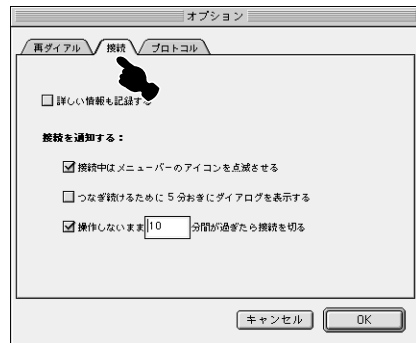 オプション
再ダイアル 接続 プロトコル
詳しい情報も記録する
接続を通知する：
接続中はメニューバーのアイコンを点滅させる
つなぎ続けるために 5 分おきにダイアログを表示する
操作しないまま 10 分間が過ぎたら接続を切る
キャンセル OK